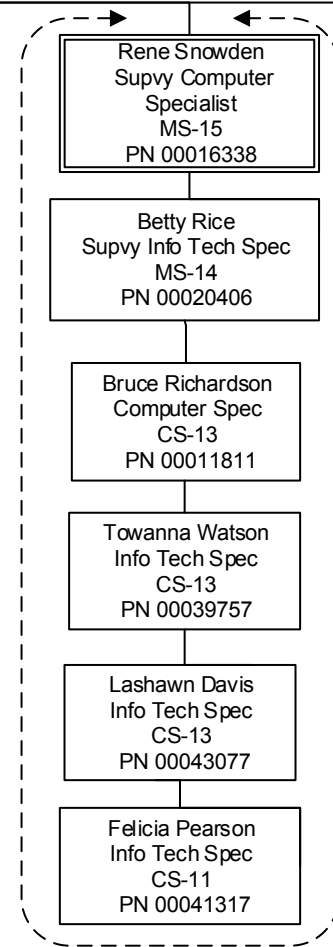 Rene Snowden
Supvy Computer
Specialist
MS-15
PN 00016338
Betty Rice
Supvy Info Tech Spec
MS-14
PN 00020406
Bruce Richardson
Computer Spec
CS-13
PN 00011811
Towanna Watson
Info Tech Spec
CS-13
PN 00039757
Lashawn Davis
Info Tech Spec
CS-13
PN 00043077
Felicia Pearson
Info Tech Spec
CS-11
PN 00041317